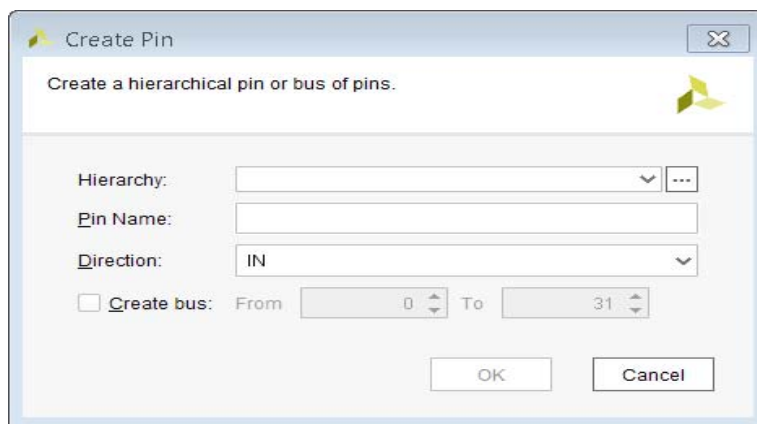 Create Pin
Create a hierarchical pin or bus of pins.
Hierarchy:
...
Pin Name:
Direction: IN
Create bus: From 0 To 31
OK Cancel